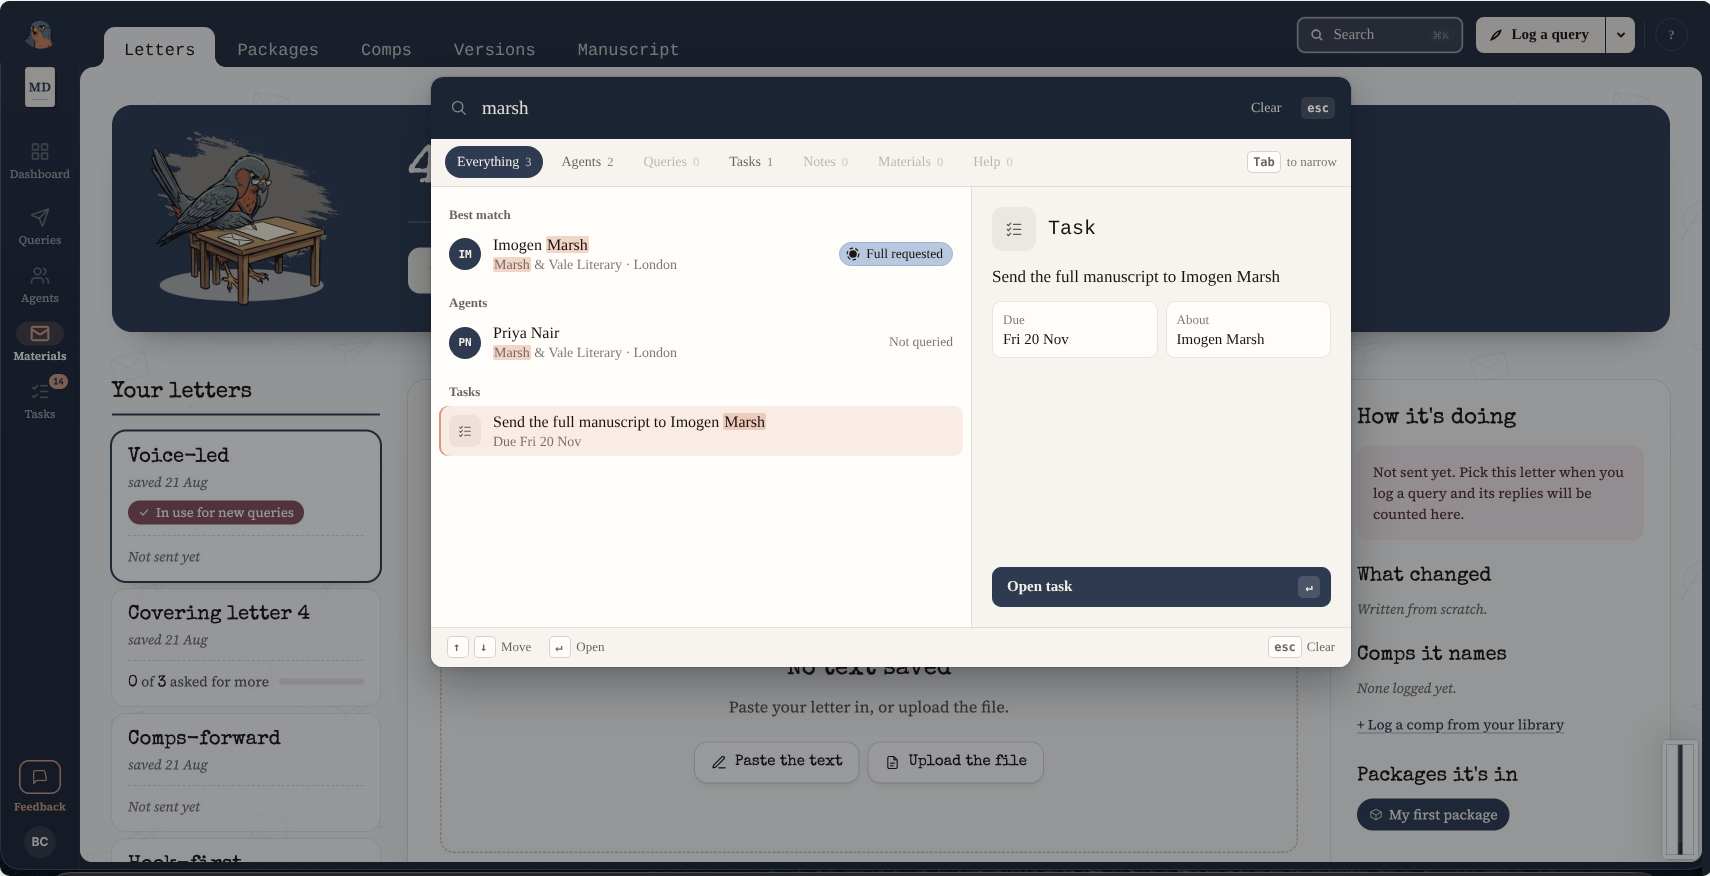 Letters
Packages
Comps
Versions
Manuscript
Search ⌘K
Log a query
?
MD
Dashboard
Queries
Agents
Materials
14
Tasks
Feedback
BC
4
marsh
Clear esc
Everything 3
Agents 2
Queries 0
Tasks 1
Notes 0
Materials 0
Help 0
Tab to narrow
Best match
IM
Imogen Marsh
Marsh & Vale Literary · London
Full requested
Agents
PN
Priya Nair
Marsh & Vale Literary · London
Not queried
Tasks
Send the full manuscript to Imogen Marsh
Due Fri 20 Nov
Task
Send the full manuscript to Imogen Marsh
Due
Fri 20 Nov
About
Imogen Marsh
Open task ↵
↑ ↓ Move ↵ Open
esc Clear
Your letters
Voice-led
saved 21 Aug
In use for new queries
Not sent yet
Covering letter 4
saved 21 Aug
0 of 3 asked for more
Comps-forward
saved 21 Aug
Not sent yet
Hook-first
No text saved
Paste your letter in, or upload the file.
Paste the text
Upload the file
How it's doing
Not sent yet. Pick this letter when you
log a query and its replies will be
counted here.
What changed
Written from scratch.
Comps it names
None logged yet.
+ Log a comp from your library
Packages it's in
My first package